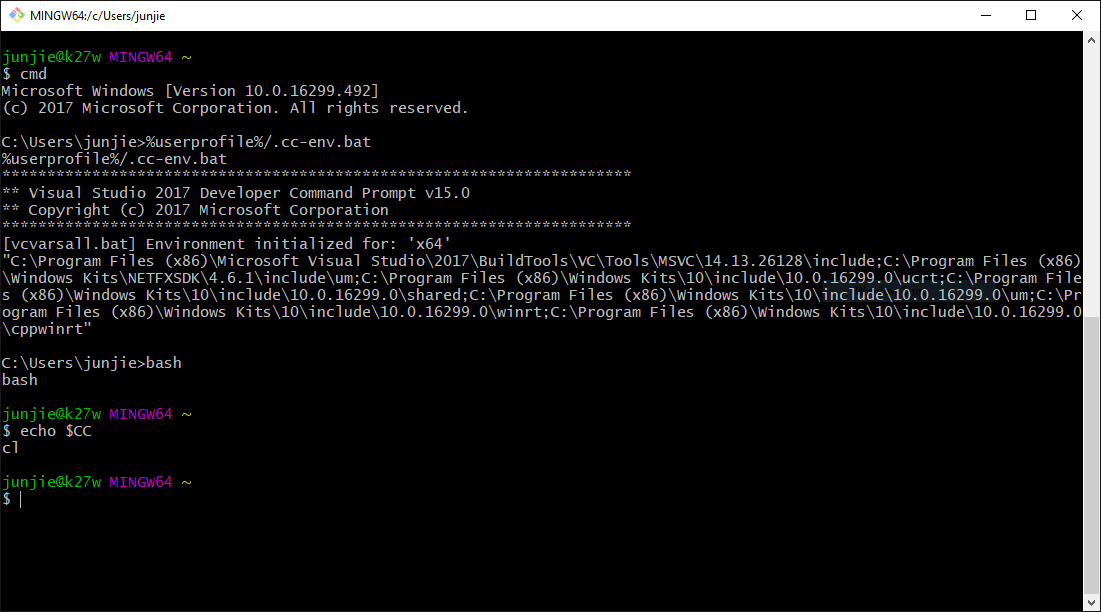 MINGW64:/c/Users/junjie
junjie@k27w MINGW64 ~
$ cmd
Microsoft Windows [Version 10.0.16299.492]
(c) 2017 Microsoft Corporation. All rights reserved.
C:\Users\junjie>%userprofile%/.cc-env.bat
%userprofile%/.cc-env.bat
**********************************************************************
** Visual Studio 2017 Developer Command Prompt v15.0
** Copyright (c) 2017 Microsoft Corporation
**********************************************************************
[vcvarsall.bat] Environment initialized for: 'x64'
"C:\Program Files (x86)\Microsoft Visual Studio\2017\BuildTools\VC\Tools\MSVC\14.13.26128\include;C:\Program Files (x86)
\Windows Kits\NETFXSDK\4.6.1\include\um;C:\Program Files (x86)\Windows Kits\10\include\10.0.16299.0\ucrt;C:\Program File
s (x86)\Windows Kits\10\include\10.0.16299.0\shared;C:\Program Files (x86)\Windows Kits\10\include\10.0.16299.0\um;C:\Pr
ogram Files (x86)\Windows Kits\10\include\10.0.16299.0\winrt;C:\Program Files (x86)\Windows Kits\10\include\10.0.16299.0
\cppwinrt"
C:\Users\junjie>bash
bash
junjie@k27w MINGW64 ~
$ echo $CC
cl
junjie@k27w MINGW64 ~
$